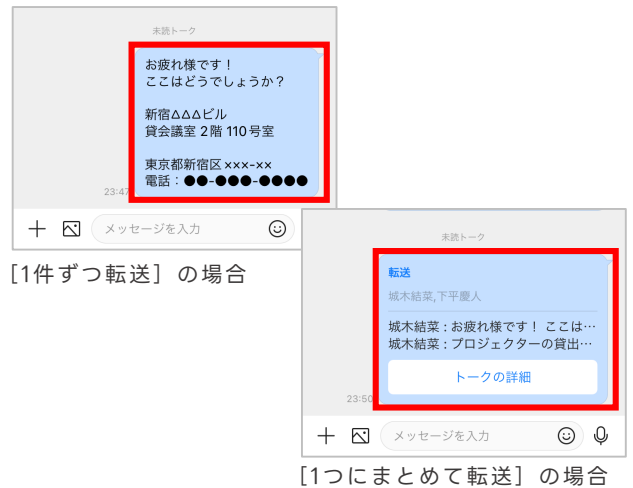 未読トーク
お疲れ様です！
ここはどうでしょうか？
新宿△△△ビル
貸会議室 2階 110号室
東京都新宿区 ×××-××
電話：●●-●●●-●●●●
23:47
メッセージを入力
[1件ずつ転送] の場合
未読トーク
転送
城木結菜,下平慶人
城木結菜 : お疲れ様です！ ここは…
城木結菜 : プロジェクターの貸出…
トークの詳細
23:50
メッセージを入力
[1つにまとめて転送] の場合